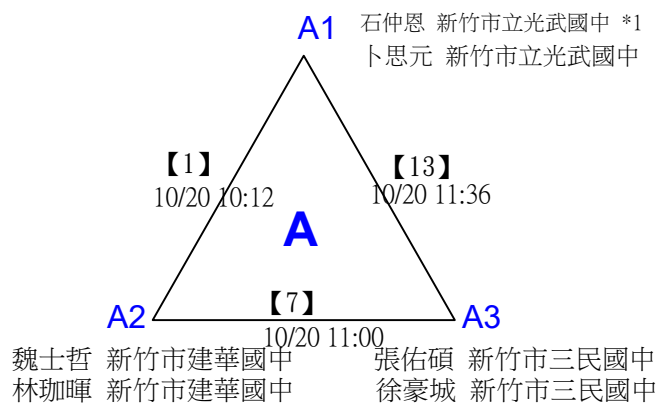 A1
石仲恩 新竹市立光武國中 *1
卜思元 新竹市立光武國中
【1】
10/20 10:12
【13】
10/20 11:36
A
【7】
10/20 11:00
A2
A3
魏士哲 新竹市建華國中
林珈暉 新竹市建華國中
張佑碩 新竹市三民國中
徐豪城 新竹市三民國中